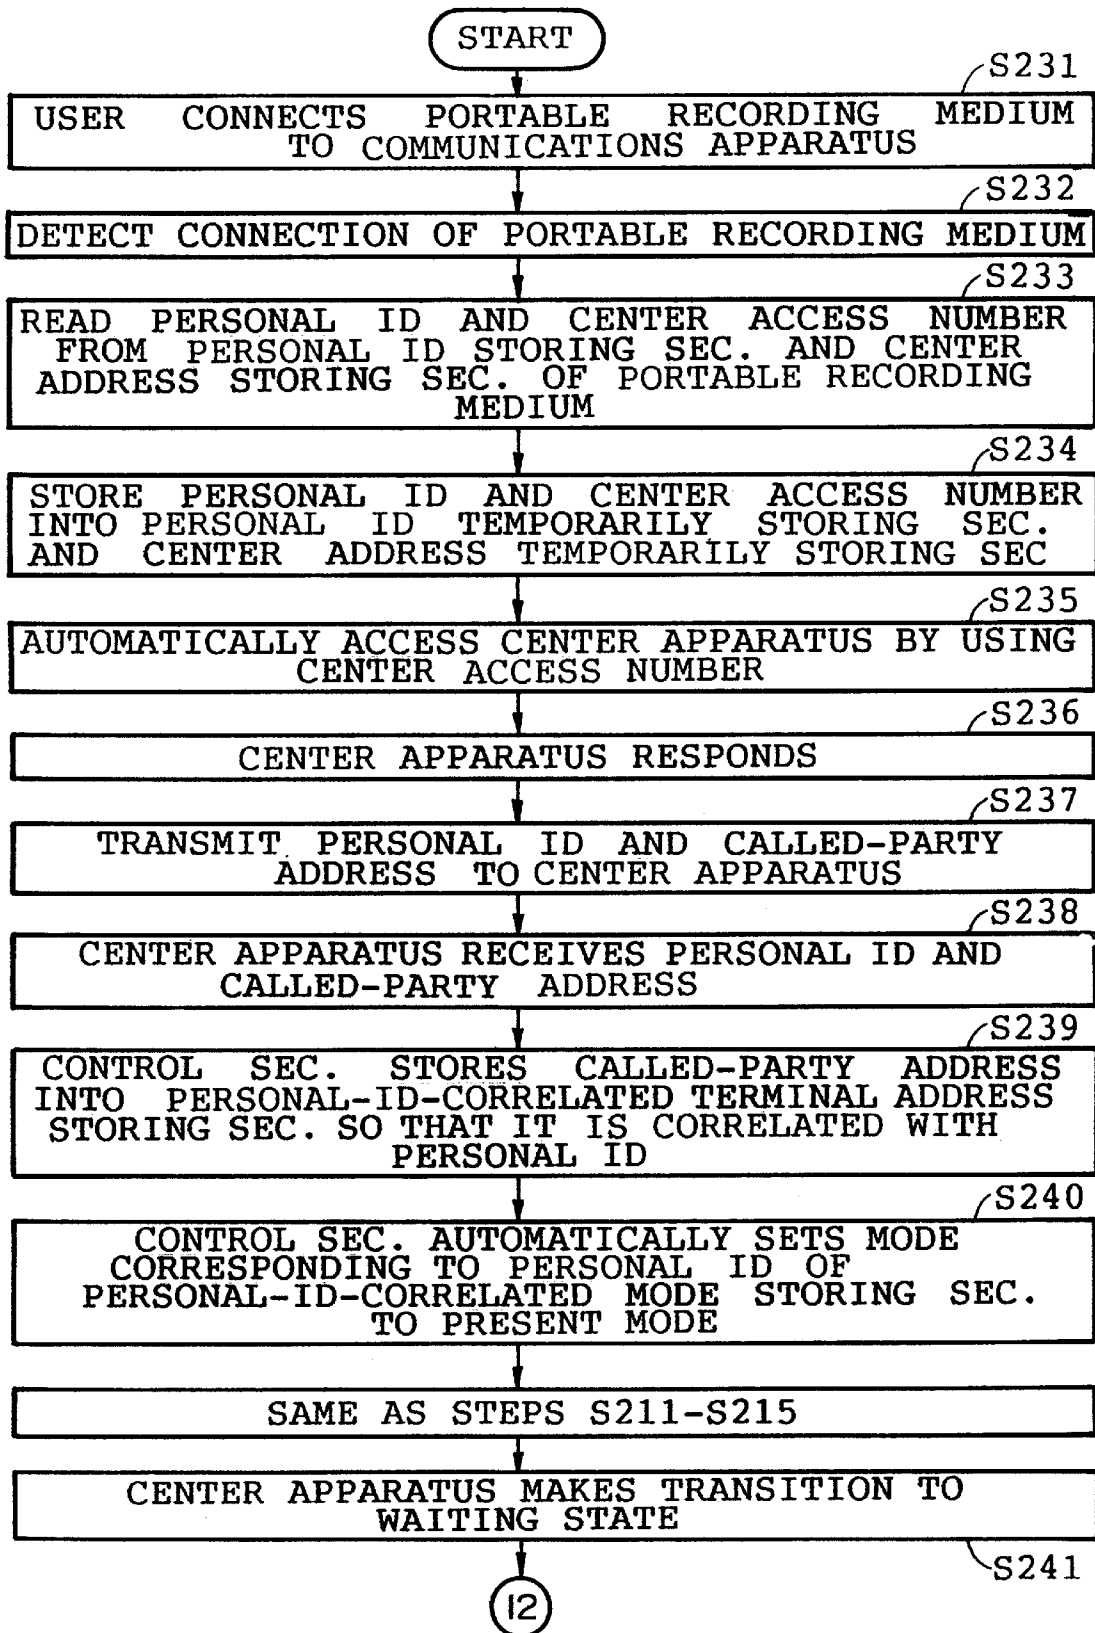 START
S231
USER CONNECTS PORTABLE RECORDING MEDIUM
TO COMMUNICATIONS APPARATUS
S232
DETECT CONNECTION OF PORTABLE RECORDING MEDIUM
S233
READ PERSONAL ID AND CENTER ACCESS NUMBER
FROM PERSONAL ID STORING SEC. AND CENTER
ADDRESS STORING SEC. OF PORTABLE RECORDING
MEDIUM
S234
STORE PERSONAL ID AND CENTER ACCESS NUMBER
INTO PERSONAL ID TEMPORARILY STORING SEC.
AND CENTER ADDRESS TEMPORARILY STORING SEC
S235
AUTOMATICALLY ACCESS CENTER APPARATUS BY USING
CENTER ACCESS NUMBER
S236
CENTER APPARATUS RESPONDS
S237
TRANSMIT PERSONAL ID AND CALLED-PARTY
ADDRESS TO CENTER APPARATUS
S238
CENTER APPARATUS RECEIVES PERSONAL ID AND
CALLED-PARTY ADDRESS
S239
CONTROL SEC. STORES CALLED-PARTY ADDRESS
INTO PERSONAL-ID-CORRELATED TERMINAL ADDRESS
STORING SEC. SO THAT IT IS CORRELATED WITH
PERSONAL ID
S240
CONTROL SEC. AUTOMATICALLY SETS MODE
CORRESPONDING TO PERSONAL ID OF
PERSONAL-ID-CORRELATED MODE STORING SEC.
TO PRESENT MODE
SAME AS STEPS S211-S215
CENTER APPARATUS MAKES TRANSITION TO
WAITING STATE
S241
12